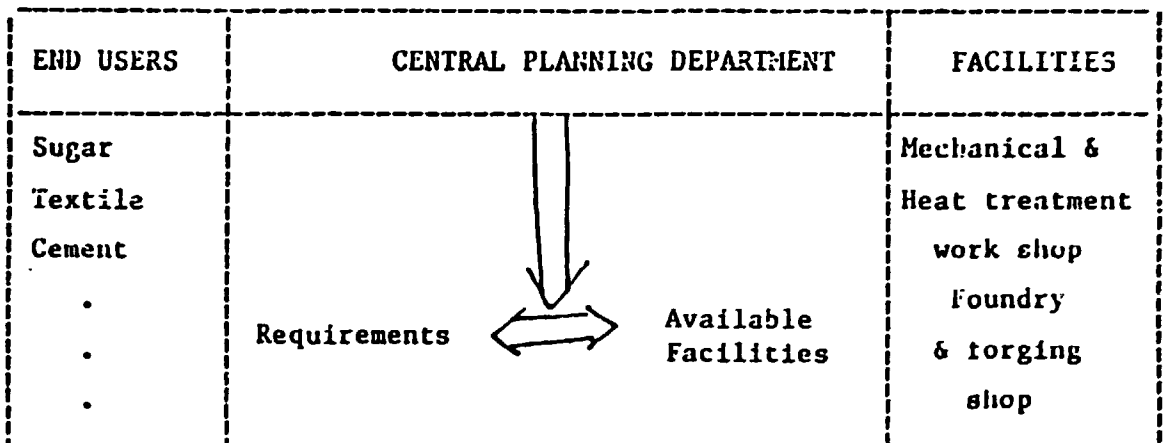 END USERS
CENTRAL PLANNING DEPARTMENT
FACILITIES
Sugar
Textile
Cement
.
.
.
Requirements
Available
Facilities
Mechanical &
Heat treatment
work shop
Foundry
& forging
shop